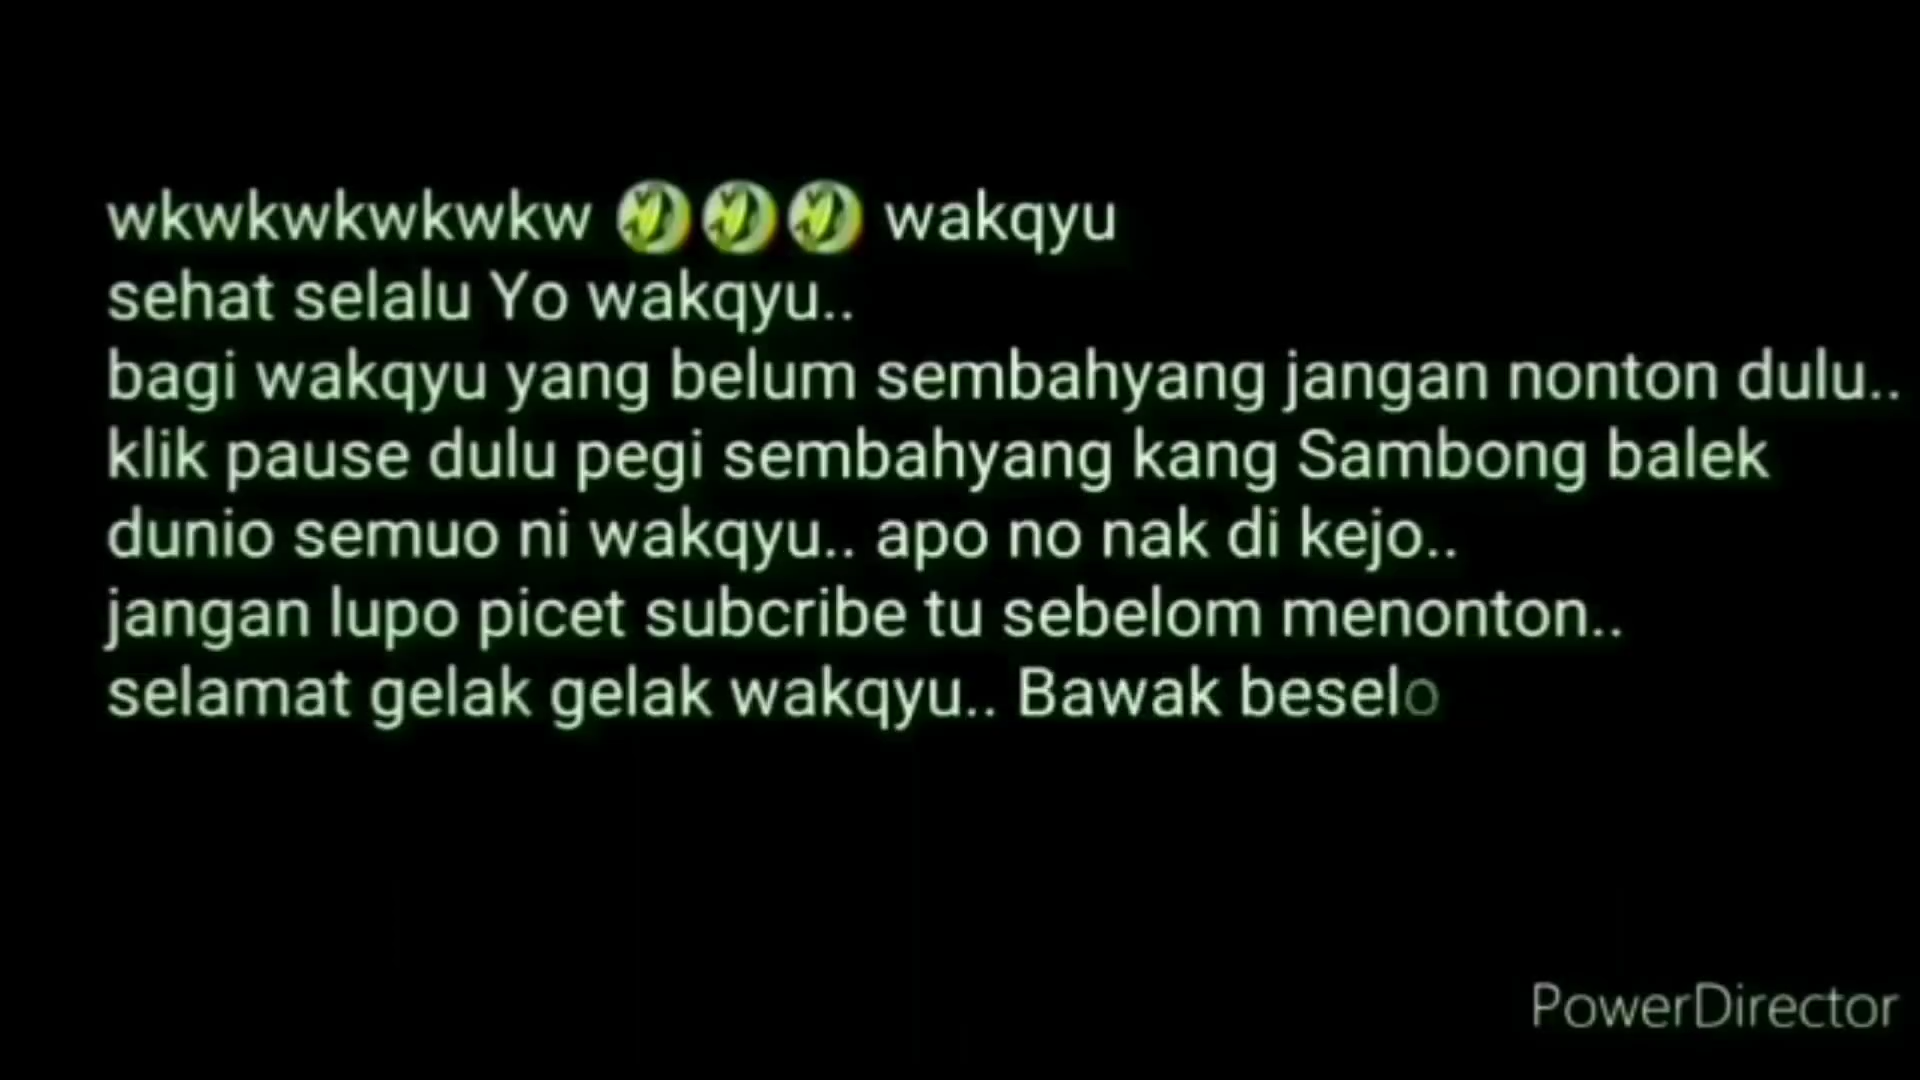 wkwkwkwkwkw 🤣🤣🤣 wakqyu
sehat selalu Yo wakqyu..
bagi wakqyu yang belum sembahyang jangan nonton dulu..
klik pause dulu pegi sembahyang kang Sambong balek
dunio semuo ni wakqyu.. apo no nak di kejo..
jangan lupo picet subcribe tu sebelom menonton..
selamat gelak gelak wakqyu.. Bawak beselo
PowerDirector